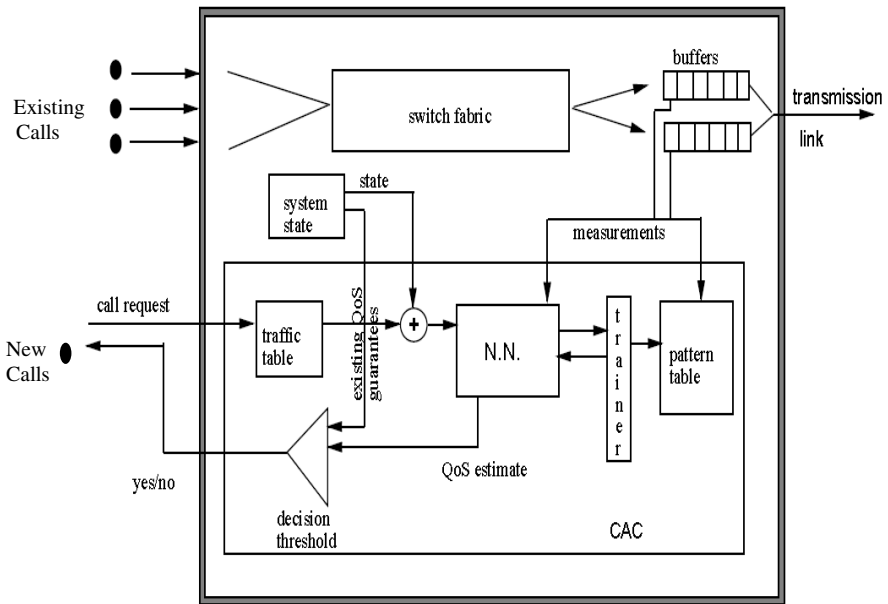 buffers
transmission
link
Existing
Calls
switch fabric
state
system
state
measurements
call request
traffic
table
existing QoS
guarantees
+
N.N.
trainer
pattern
table
New
Calls
yes/no
QoS estimate
decision
threshold
CAC